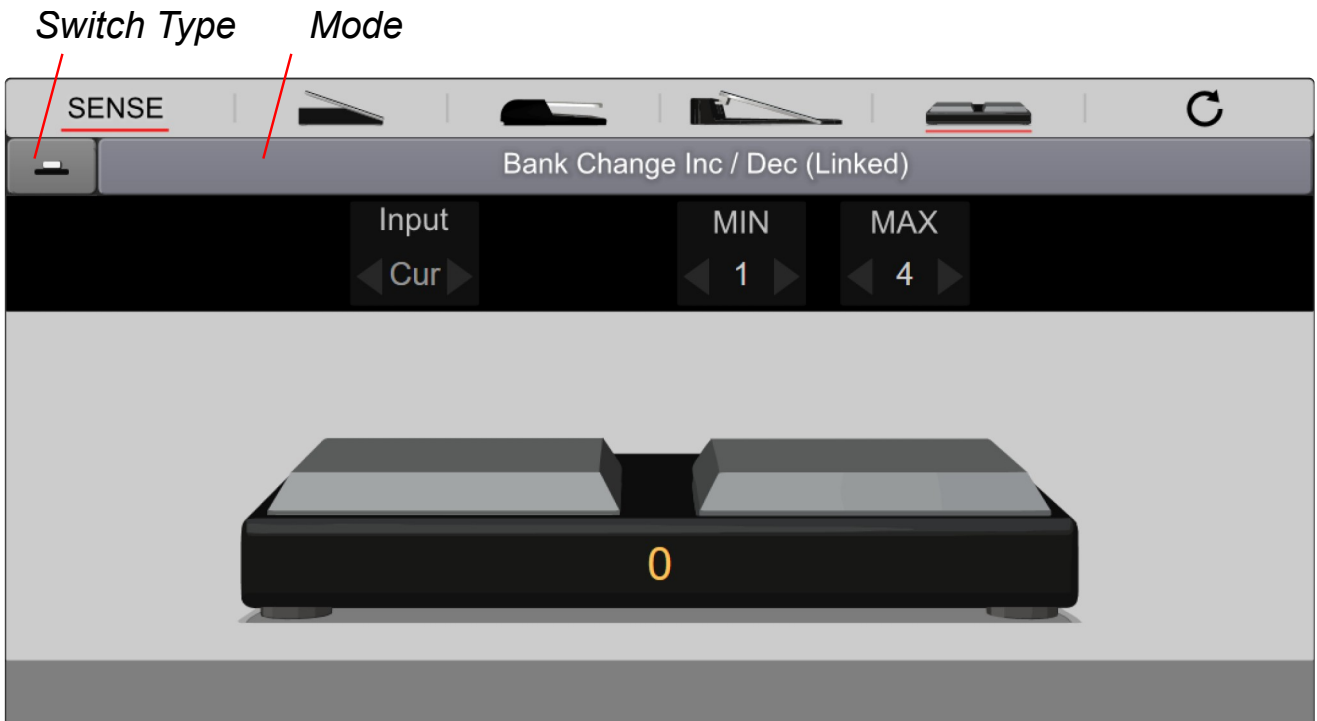 Switch Type Mode
SENSE
Bank Change Inc / Dec (Linked)
Input MIN MAX
Cur 1 4
0